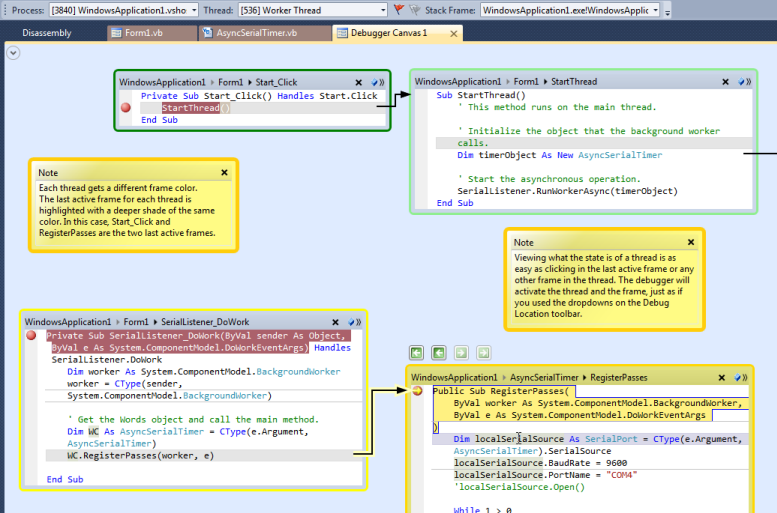 Process: [3840] WindowsApplication1.vsho Thread: [536] Worker Thread Stack Frame: WindowsApplication1.exe!WindowsApplic
Disassembly Form1.vb AsyncSerialTimer.vb Debugger Canvas 1
WindowsApplication1 Form1 Start_Click
Private Sub Start_Click() Handles Start.Click
StartThread()
End Sub
WindowsApplication1 Form1 StartThread
Sub StartThread()
' This method runs on the main thread.
' Initialize the object that the background worker
calls.
Dim timerObject As New AsyncSerialTimer
' Start the asynchronous operation.
SerialListener.RunWorkerAsync(timerObject)
End Sub
Note
Each thread gets a different frame color.
The last active frame for each thread is
highlighted with a deeper shade of the same
color. In this case, Start_Click and
RegisterPasses are the two last active frames.
Note
Viewing what the state is of a thread is as
easy as clicking in the last active frame or any
other frame in the thread. The debugger will
activate the thread and the frame, just as if
you used the dropdowns on the Debug
Location toolbar.
WindowsApplication1 Form1 SerialListener_DoWork
Private Sub SerialListener_DoWork(ByVal sender As Object,
ByVal e As System.ComponentModel.DoWorkEventArgs) Handles
SerialListener.DoWork
Dim worker As System.ComponentModel.BackgroundWorker
worker = CType(sender,
System.ComponentModel.BackgroundWorker)
' Get the Words object and call the main method.
Dim WC As AsyncSerialTimer = CType(e.Argument,
AsyncSerialTimer)
WC.RegisterPasses(worker, e)
End Sub
WindowsApplication1 AsyncSerialTimer RegisterPasses
Public Sub RegisterPasses(
ByVal worker As System.ComponentModel.BackgroundWorker,
ByVal e As System.ComponentModel.DoWorkEventArgs
)
Dim localSerialSource As SerialPort = CType(e.Argument,
AsyncSerialTimer).SerialSource
localSerialSource.BaudRate = 9600
localSerialSource.PortName = "COM4"
'localSerialSource.Open()
While 1 > 0